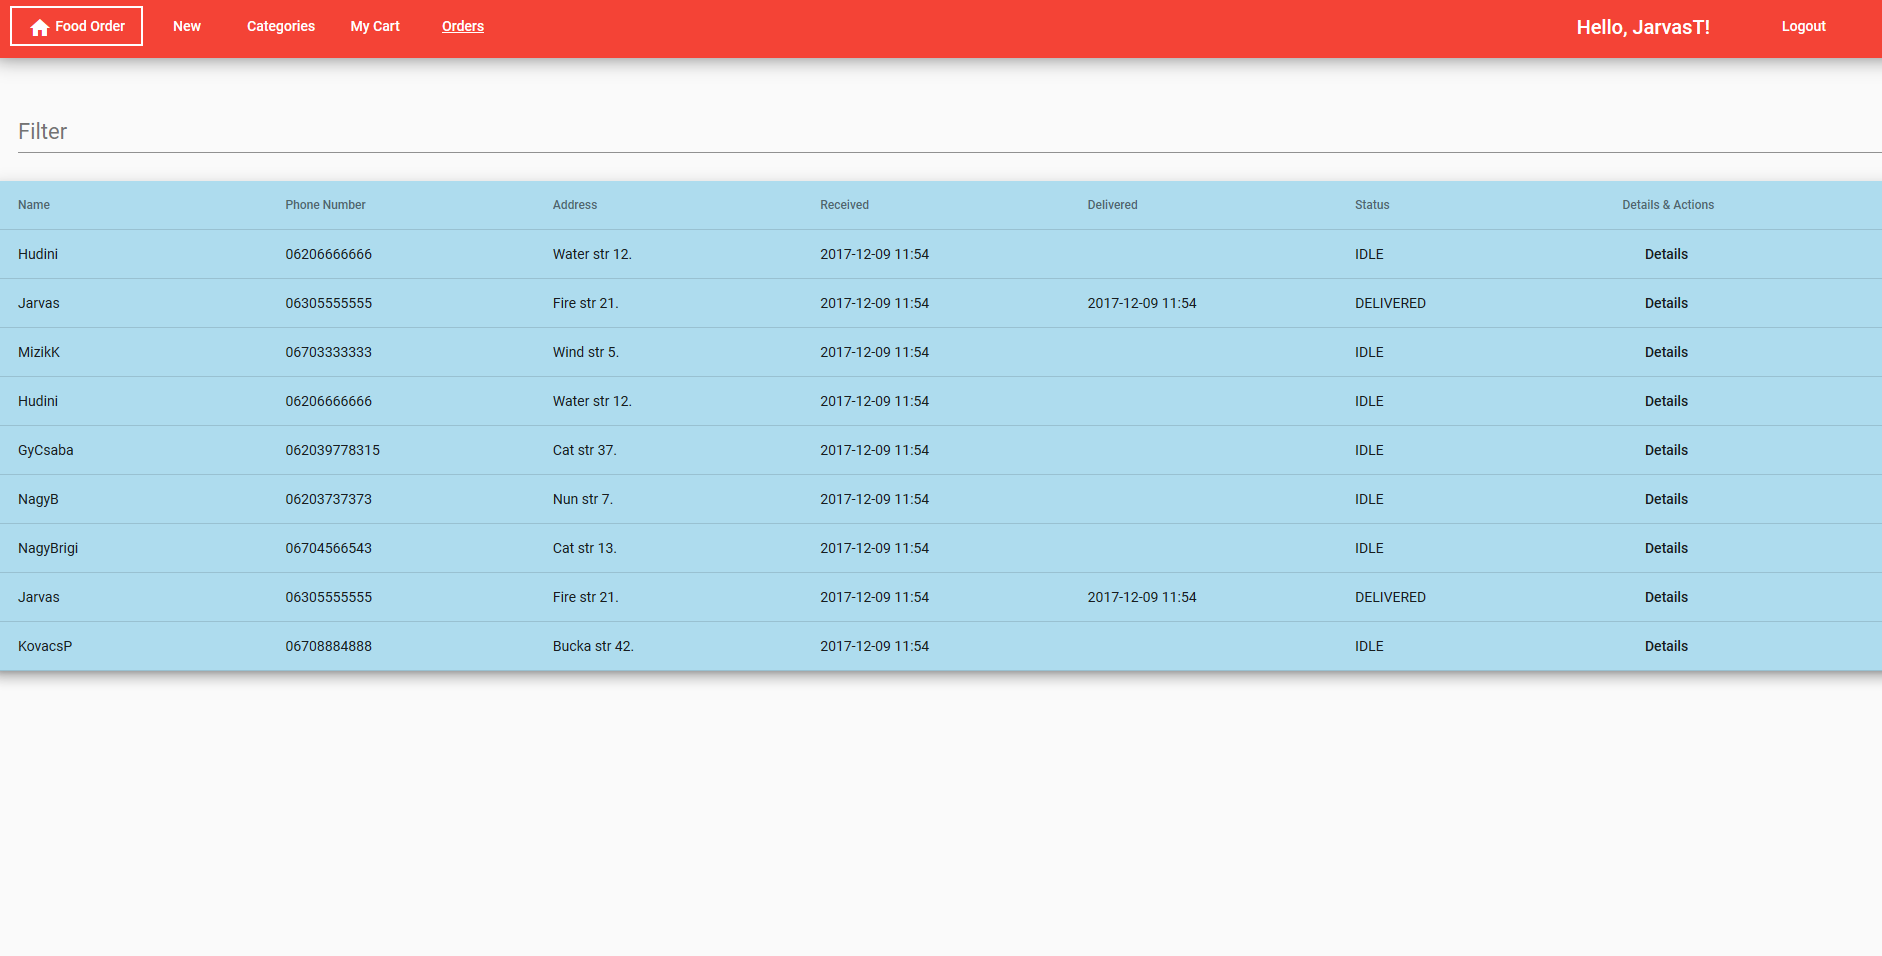 Food Order New Categories My Cart Orders Hello, JarvasT! Logout
Filter
Name Phone Number Address Received Delivered Status Details & Actions
Hudini 06206666666 Water str 12. 2017-12-09 11:54 IDLE Details
Jarvas 06305555555 Fire str 21. 2017-12-09 11:54 2017-12-09 11:54 DELIVERED Details
MizikK 06703333333 Wind str 5. 2017-12-09 11:54 IDLE Details
Hudini 06206666666 Water str 12. 2017-12-09 11:54 IDLE Details
GyCsaba 062039778315 Cat str 37. 2017-12-09 11:54 IDLE Details
NagyB 06203737373 Nun str 7. 2017-12-09 11:54 IDLE Details
NagyBrigi 06704566543 Cat str 13. 2017-12-09 11:54 IDLE Details
Jarvas 06305555555 Fire str 21. 2017-12-09 11:54 2017-12-09 11:54 DELIVERED Details
KovacsP 06708884888 Bucka str 42. 2017-12-09 11:54 IDLE Details